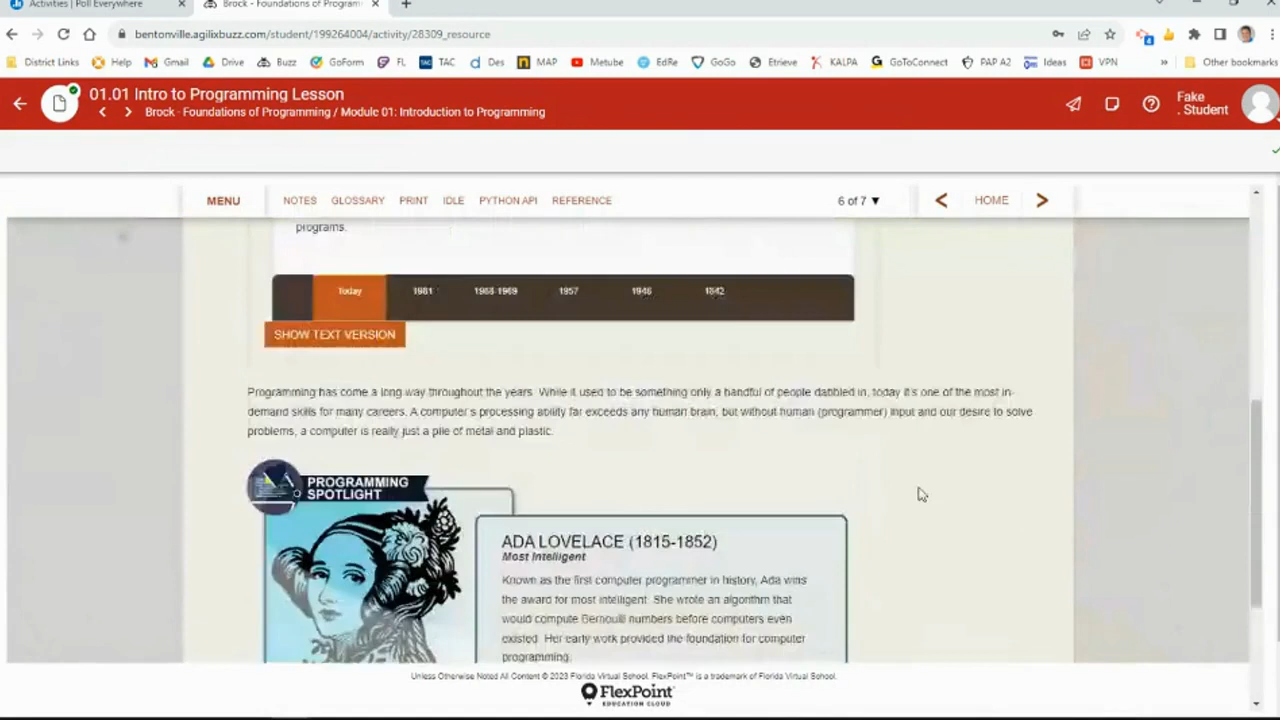 Activities | Poll Everywhere × Brock - Foundations of Program × +
bentonville.agilixbuzz.com/student/199264004/activity/28309_resource
District Links Help Gmail Drive Buzz GoForm FL TAC Des MAP Metube EdRe GoGo Etrieve KALPA GoToConnect PAP A2 Ideas VPN » Other bookmarks
01.01 Intro to Programming Lesson
Brock - Foundations of Programming / Module 01: Introduction to Programming
Fake
. Student
MENU NOTES GLOSSARY PRINT IDLE PYTHON API REFERENCE 6 of 7 ▼ < HOME >
programs.
Today 1981 1968-1969 1957 1946 1842
SHOW TEXT VERSION
Programming has come a long way throughout the years. While it used to be something only a handful of people dabbled in, today it's one of the most in-
demand skills for many careers. A computer's processing ability far exceeds any human brain, but without human (programmer) input and our desire to solve
problems, a computer is really just a pile of metal and plastic.
PROGRAMMING
SPOTLIGHT
ADA LOVELACE (1815-1852)
Most Intelligent
Known as the first computer programmer in history, Ada wins
the award for most intelligent. She wrote an algorithm that
would compute Bernoulli numbers before computers even
existed. Her early work provided the foundation for computer
programming.
Unless Otherwise Noted All Content © 2023 Florida Virtual School. FlexPoint™ is a trademark of Florida Virtual School.
FlexPoint
EDUCATION CLOUD